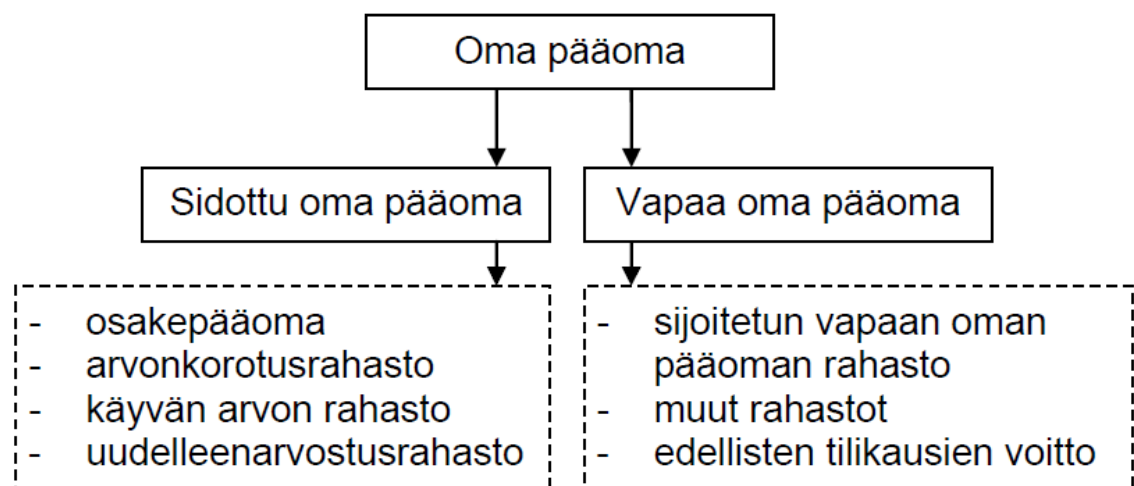 Oma pääoma
Sidottu oma pääoma
Vapaa oma pääoma
- osakepääoma
- arvonkorotusrahasto
- käyvän arvon rahasto
- uudelleenarvostusrahasto
- sijoitetun vapaan oman
pääoman rahasto
- muut rahastot
- edellisten tilikausien voitto